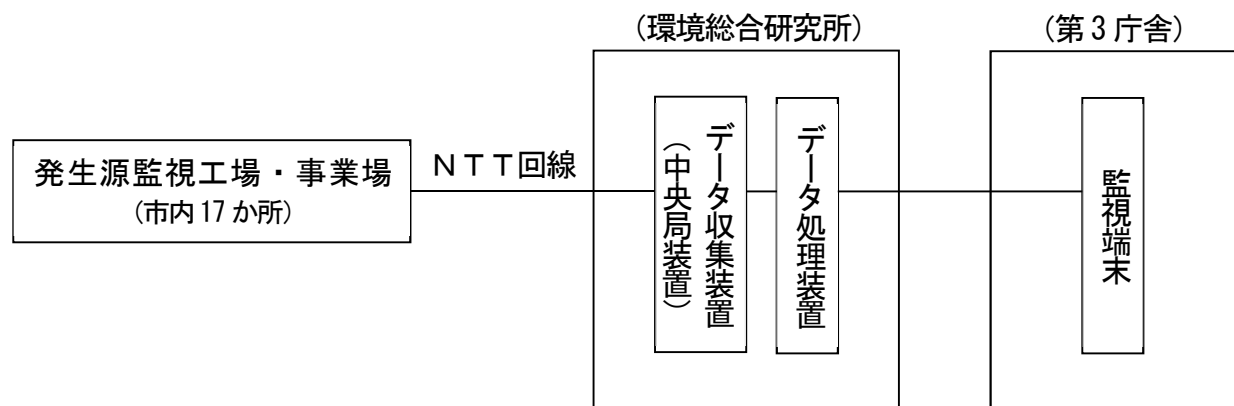 (環境総合研究所)
(第3庁舎)
発生源監視工場・事業場
(市内17か所)
NTT回線
データ収集装置
(中央局装置)
データ処理装置
監視端末